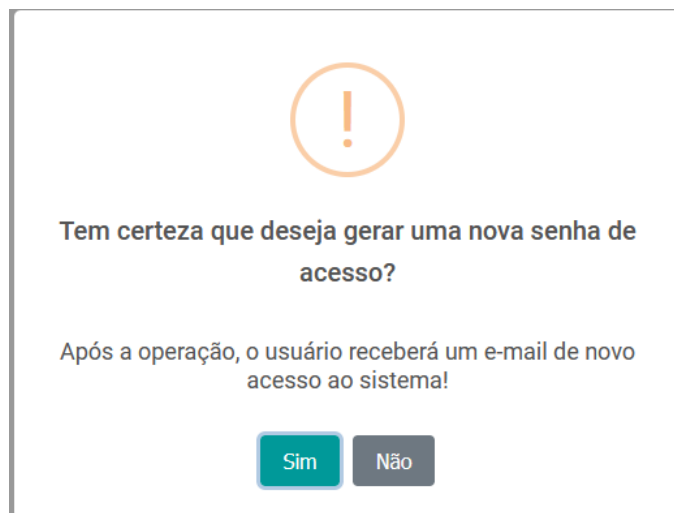 !
Tem certeza que deseja gerar uma nova senha de
acesso?
Após a operação, o usuário receberá um e-mail de novo
acesso ao sistema!
Sim
Não